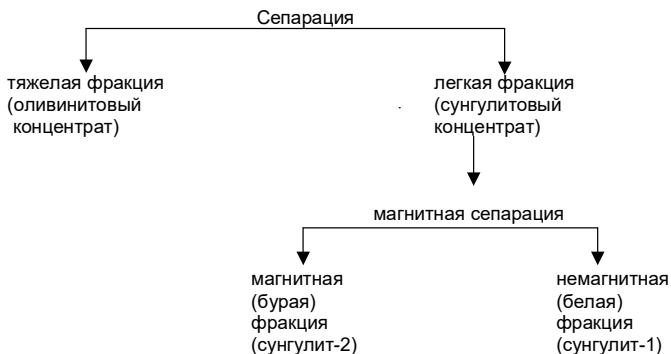 Сепарация
тяжелая фракция
(оливинитовый
концентрат)
легкая фракция
(сунгулитовый
концентрат)
магнитная сепарация
магнитная
(бурая)
фракция
(сунгулит-2)
немагнитная
(белая)
фракция
(сунгулит-1)